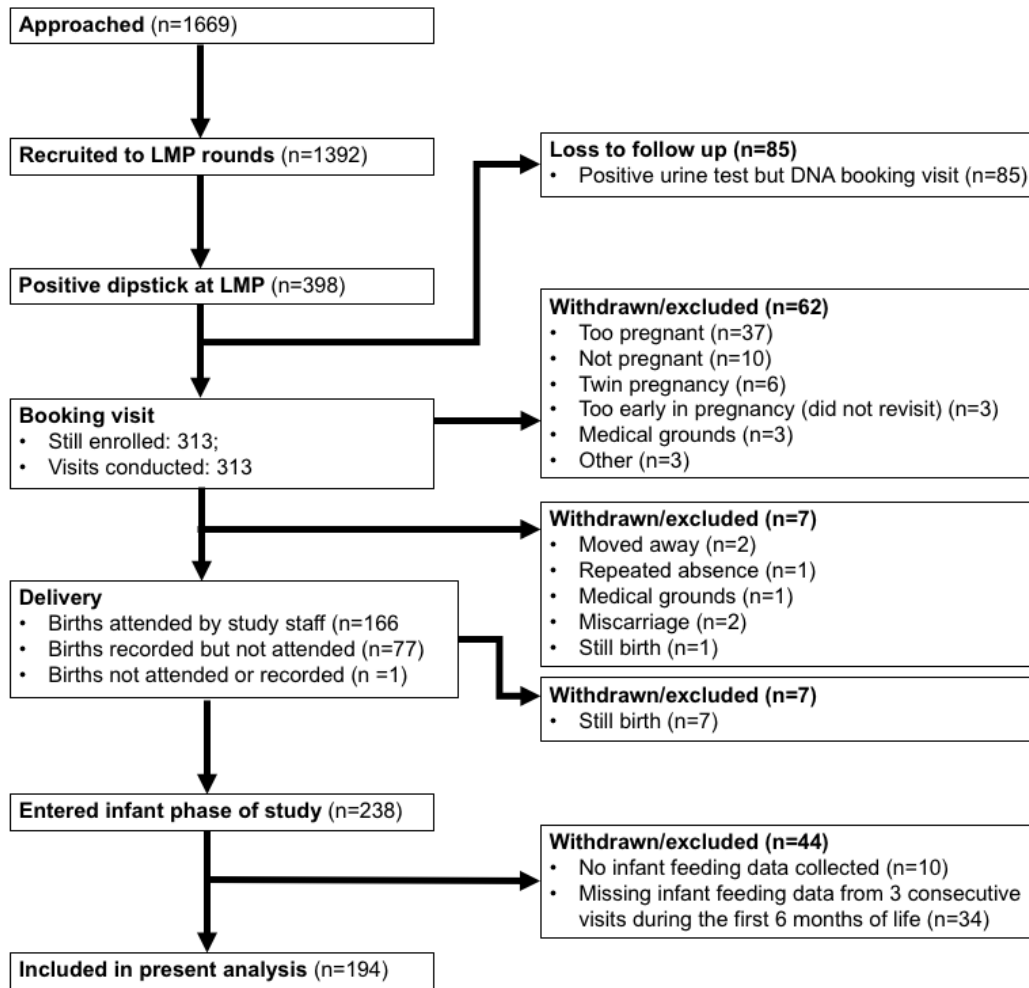 Approached (n=1669)
Recruited to LMP rounds (n=1392)
Loss to follow up (n=85)
• Positive urine test but DNA booking visit (n=85)
Positive dipstick at LMP (n=398)
Withdrawn/excluded (n=62)
• Too pregnant (n=37)
• Not pregnant (n=10)
• Twin pregnancy (n=6)
• Too early in pregnancy (did not revisit) (n=3)
• Medical grounds (n=3)
• Other (n=3)
Booking visit
• Still enrolled: 313;
• Visits conducted: 313
Withdrawn/excluded (n=7)
• Moved away (n=2)
• Repeated absence (n=1)
• Medical grounds (n=1)
• Miscarriage (n=2)
• Still birth (n=1)
Delivery
• Births attended by study staff (n=166
• Births recorded but not attended (n=77)
• Births not attended or recorded (n =1)
Withdrawn/excluded (n=7)
• Still birth (n=7)
Entered infant phase of study (n=238)
Withdrawn/excluded (n=44)
• No infant feeding data collected (n=10)
• Missing infant feeding data from 3 consecutive
visits during the first 6 months of life (n=34)
Included in present analysis (n=194)